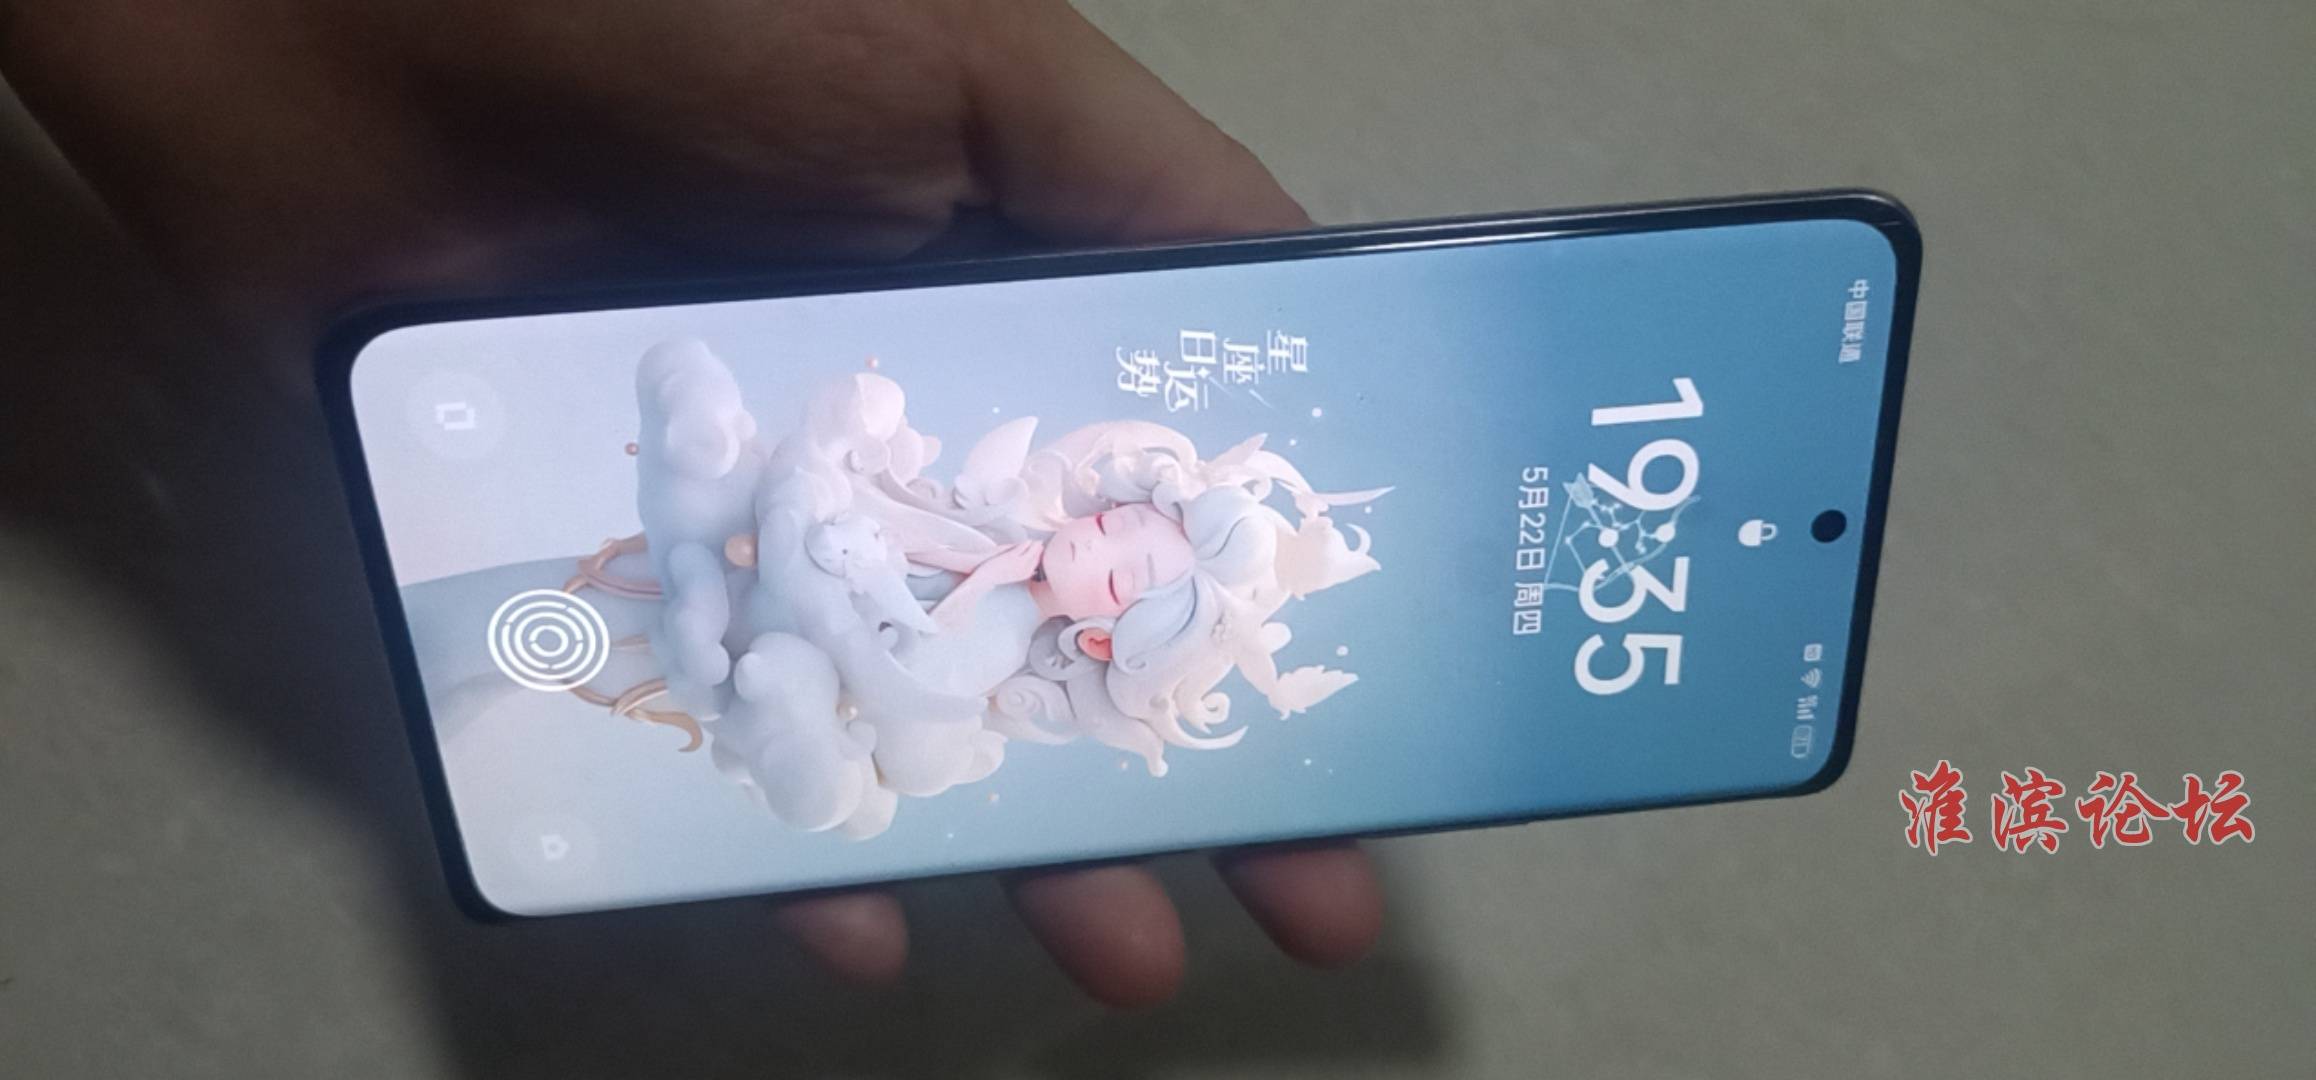 中国联通
19:35
5月22日 周四
星座
日运
势
淮滨论坛